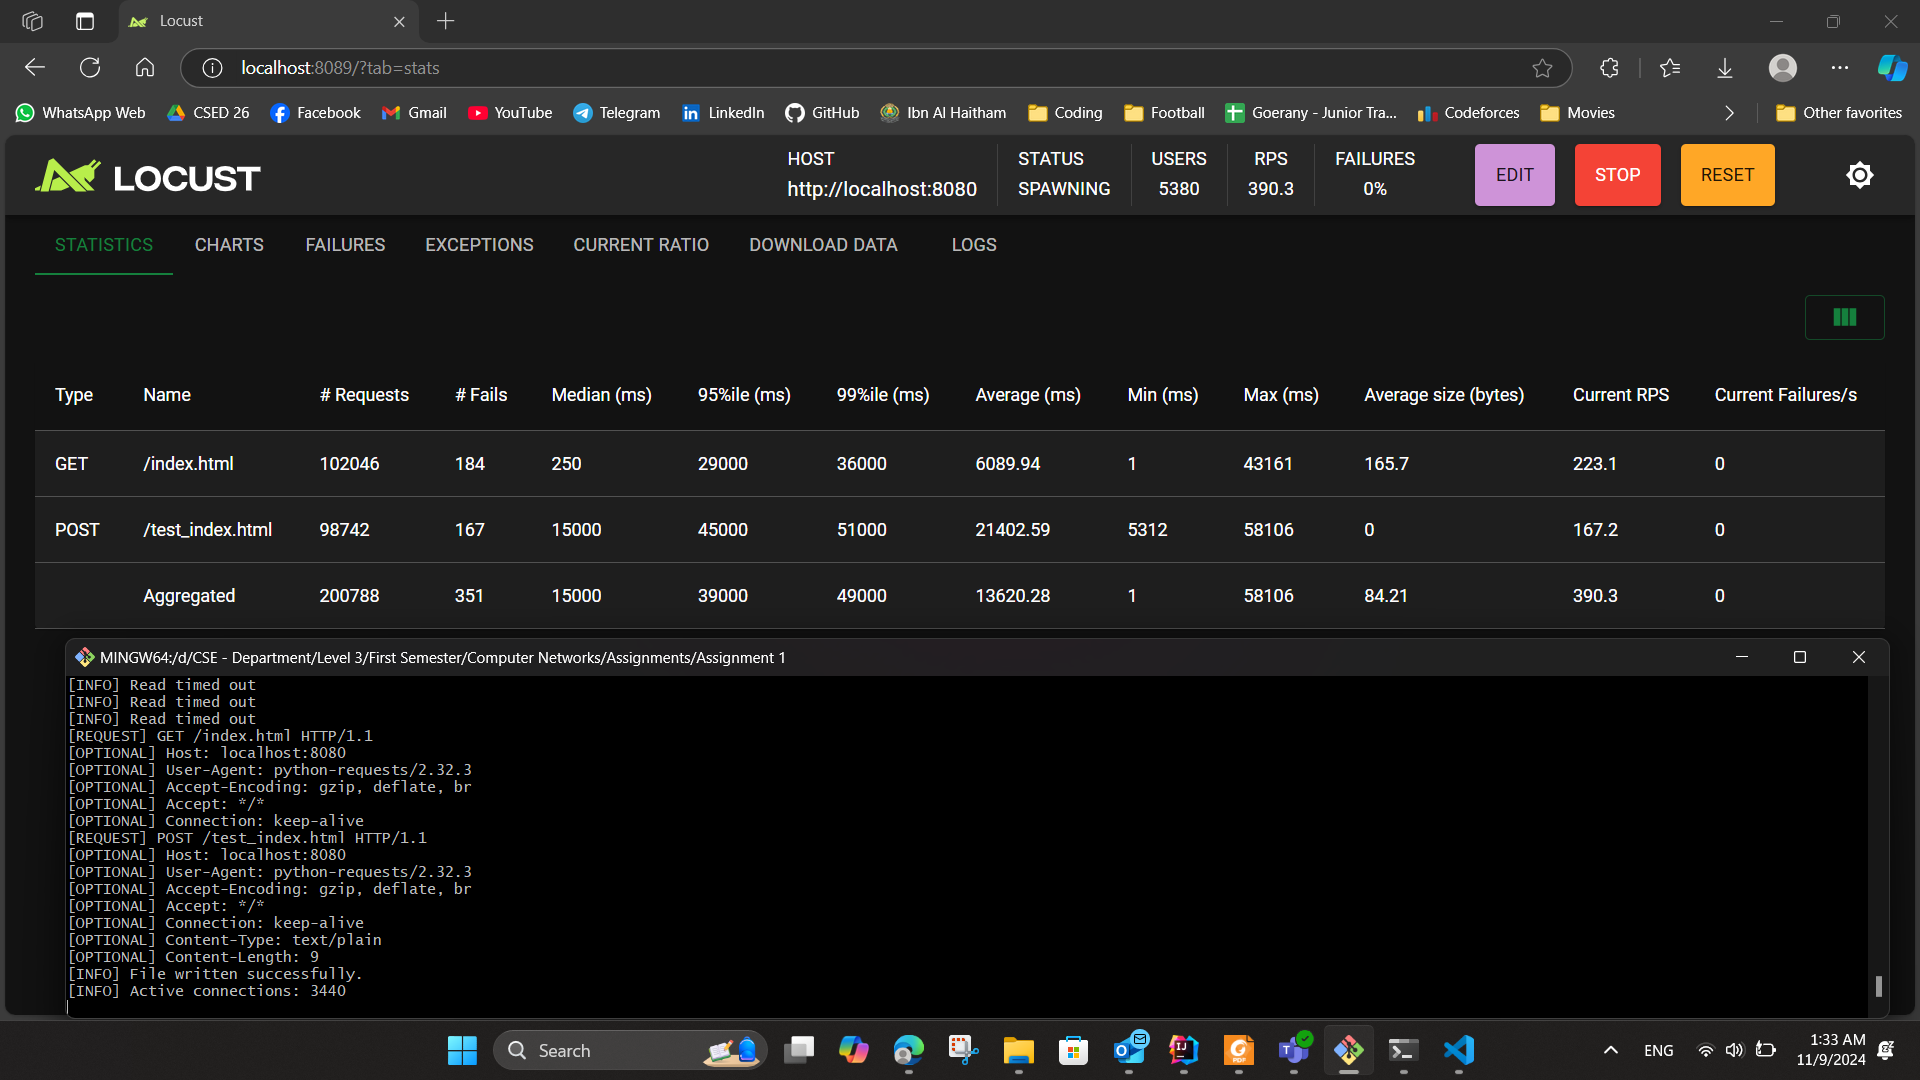 Locust
localhost:8089/?tab=stats
WhatsApp Web CSED 26 Facebook Gmail YouTube Telegram LinkedIn GitHub Ibn Al Haitham Coding Football Goerany - Junior Tra... Codeforces Movies Other favorites
LOCUST
HOST STATUS USERS RPS FAILURES
http://localhost:8080 SPAWNING 5380 390.3 0%
EDIT STOP RESET
STATISTICS CHARTS FAILURES EXCEPTIONS CURRENT RATIO DOWNLOAD DATA LOGS
Type Name # Requests # Fails Median (ms) 95%ile (ms) 99%ile (ms) Average (ms) Min (ms) Max (ms) Average size (bytes) Current RPS Current Failures/s
GET /index.html 102046 184 250 29000 36000 6089.94 1 43161 165.7 223.1 0
POST /test_index.html 98742 167 15000 45000 51000 21402.59 5312 58106 0 167.2 0
Aggregated 200788 351 15000 39000 49000 13620.28 1 58106 84.21 390.3 0
MINGW64:/d/CSE - Department/Level 3/First Semester/Computer Networks/Assignments/Assignment 1
[INFO] Read timed out
[INFO] Read timed out
[INFO] Read timed out
[REQUEST] GET /index.html HTTP/1.1
[OPTIONAL] Host: localhost:8080
[OPTIONAL] User-Agent: python-requests/2.32.3
[OPTIONAL] Accept-Encoding: gzip, deflate, br
[OPTIONAL] Accept: */*
[OPTIONAL] Connection: keep-alive
[REQUEST] POST /test_index.html HTTP/1.1
[OPTIONAL] Host: localhost:8080
[OPTIONAL] User-Agent: python-requests/2.32.3
[OPTIONAL] Accept-Encoding: gzip, deflate, br
[OPTIONAL] Accept: */*
[OPTIONAL] Connection: keep-alive
[OPTIONAL] Content-Type: text/plain
[OPTIONAL] Content-Length: 9
[INFO] File written successfully.
[INFO] Active connections: 3440
Search
ENG
1:33 AM
11/9/2024